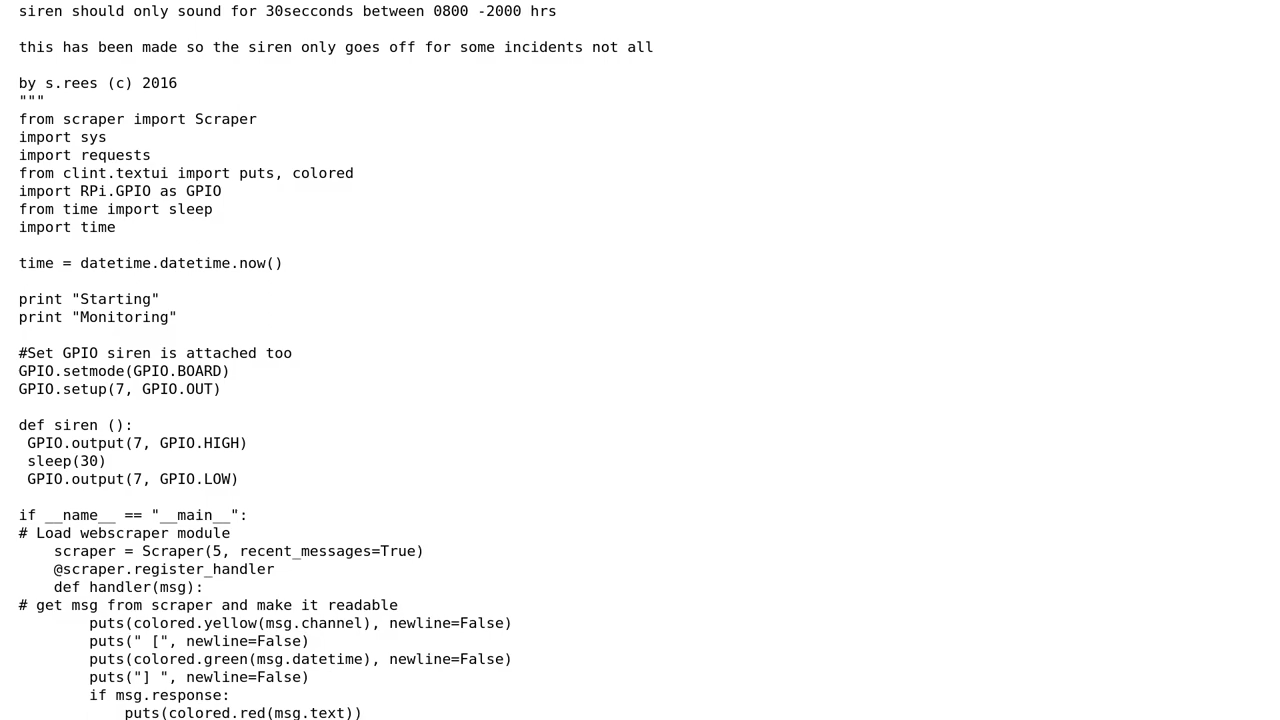 siren should only sound for 30secconds between 0800 -2000 hrs
this has been made so the siren only goes off for some incidents not all
by s.rees (c) 2016
"""
from scraper import Scraper
import sys
import requests
from clint.textui import puts, colored
import RPi.GPIO as GPIO
from time import sleep
import time
time = datetime.datetime.now()
print "Starting"
print "Monitoring"
#Set GPIO siren is attached too
GPIO.setmode(GPIO.BOARD)
GPIO.setup(7, GPIO.OUT)
def siren ():
 GPIO.output(7, GPIO.HIGH)
 sleep(30)
 GPIO.output(7, GPIO.LOW)
if __name__ == "__main__":
# Load webscraper module
    scraper = Scraper(5, recent_messages=True)
    @scraper.register_handler
    def handler(msg):
# get msg from scraper and make it readable
        puts(colored.yellow(msg.channel), newline=False)
        puts(" [", newline=False)
        puts(colored.green(msg.datetime), newline=False)
        puts("] ", newline=False)
        if msg.response:
            puts(colored.red(msg.text))